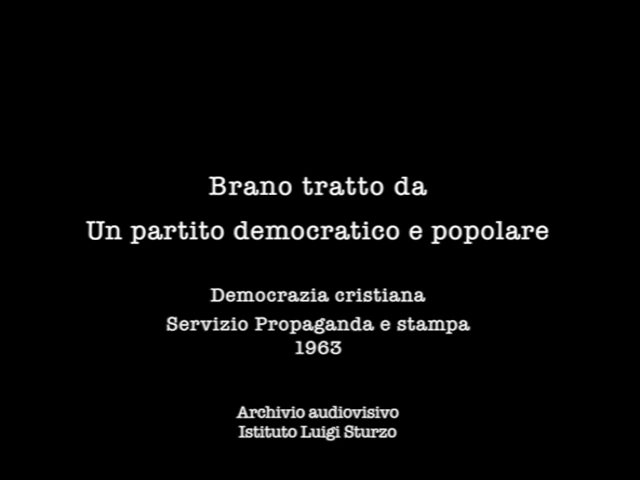 Brano tratto da
Un partito democratico e popolare
Democrazia cristiana
Servizio Propaganda e stampa
1963
Archivio audiovisivo
Istituto Luigi Sturzo